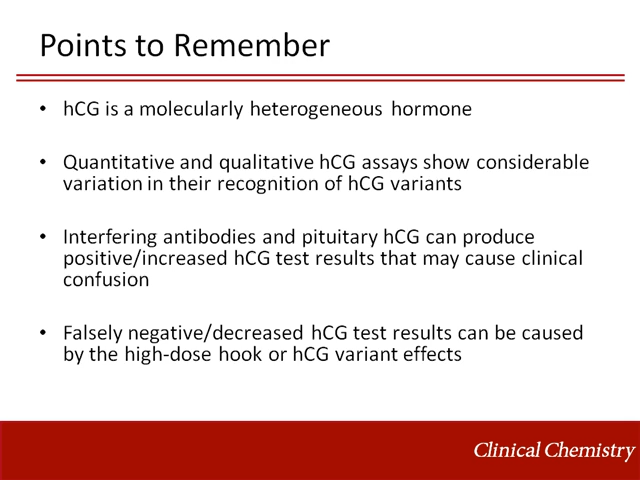 Points to Remember
• hCG is a molecularly heterogeneous hormone
• Quantitative and qualitative hCG assays show considerable
variation in their recognition of hCG variants
• Interfering antibodies and pituitary hCG can produce
positive/increased hCG test results that may cause clinical
confusion
• Falsely negative/decreased hCG test results can be caused
by the high-dose hook or hCG variant effects
Clinical Chemistry